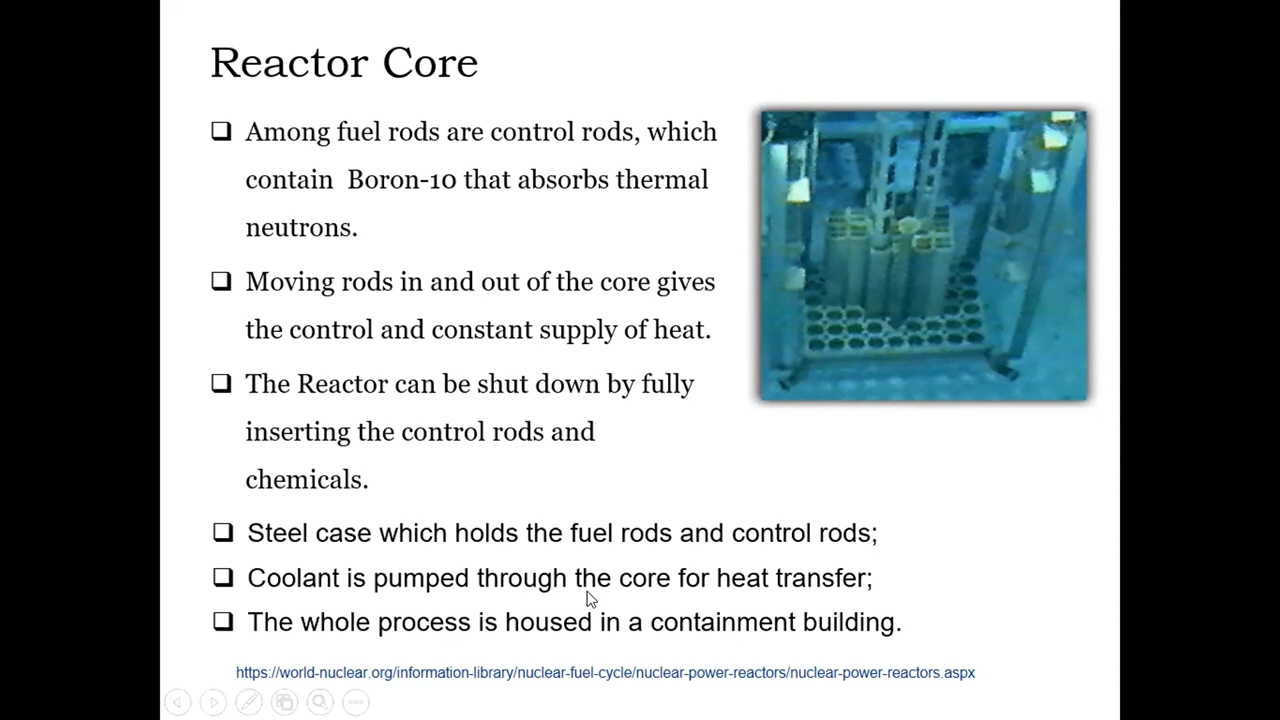 Reactor Core
❑ Among fuel rods are control rods, which
contain Boron-10 that absorbs thermal
neutrons.
❑ Moving rods in and out of the core gives
the control and constant supply of heat.
❑ The Reactor can be shut down by fully
inserting the control rods and
chemicals.
❑ Steel case which holds the fuel rods and control rods;
❑ Coolant is pumped through the core for heat transfer;
❑ The whole process is housed in a containment building.
https://world-nuclear.org/information-library/nuclear-fuel-cycle/nuclear-power-reactors/nuclear-power-reactors.aspx